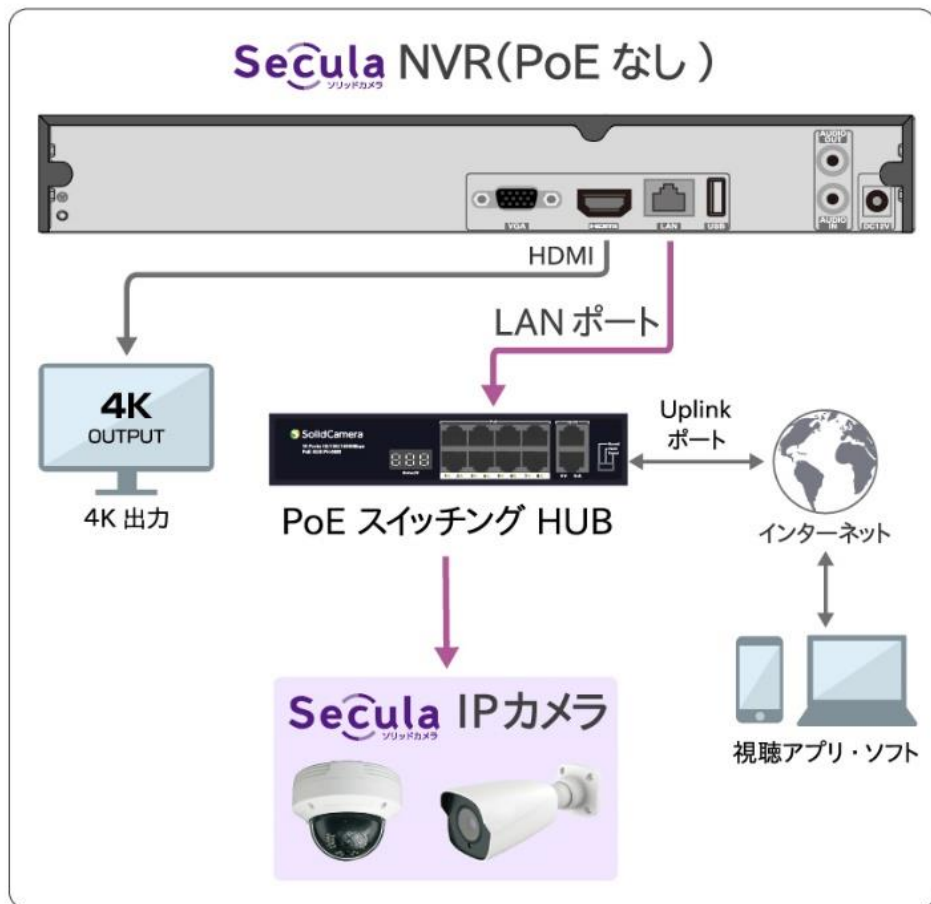 Secula NVR(PoE なし )
ソリッドカメラ
AUDIO OUT
VGA
HDMI
LAN
USB
AUDIO IN
DC12V
HDMI
LAN ポート
4K
OUTPUT
4K 出力
SolidCamera
Uplink
ポート
PoE スイッチング HUB
インターネット
Secula IPカメラ
ソリッドカメラ
視聴アプリ・ソフト